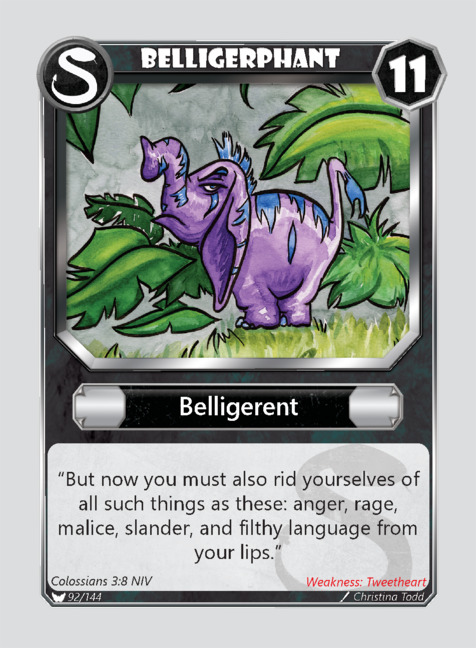 S
BELLIGERPHANT
11
Belligerent
“But now you must also rid yourselves of
all such things as these: anger, rage,
malice, slander, and filthy language from
your lips.”
Colossians 3:8 NIV
Weakness: Tweetheart
92/144
Christina Todd